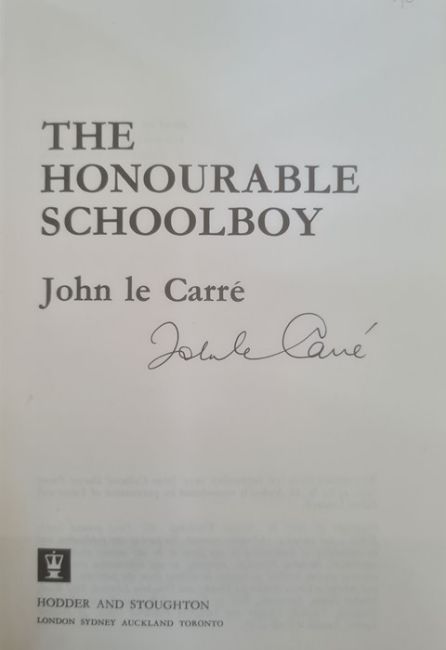 THE
HONOURABLE
SCHOOLBOY
John le Carré
John le Carré
HODDER AND STOUGHTON
LONDON SYDNEY AUCKLAND TORONTO